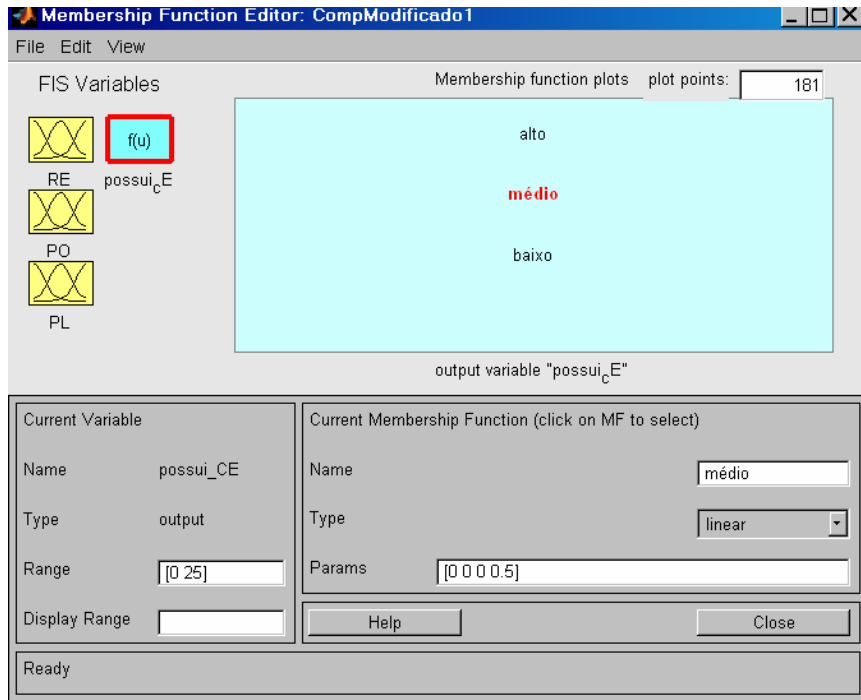 Membership Function Editor: CompModificado1
File Edit View
FIS Variables
Membership function plots plot points: 181
f(u)
RE
possui_cE
PO
PL
alto
médio
baixo
output variable "possui_cE"
Current Variable
Name possui_CE
Type output
Range [0 25]
Display Range
Current Membership Function (click on MF to select)
Name médio
Type linear
Params [0 0 0 0.5]
Help Close
Ready